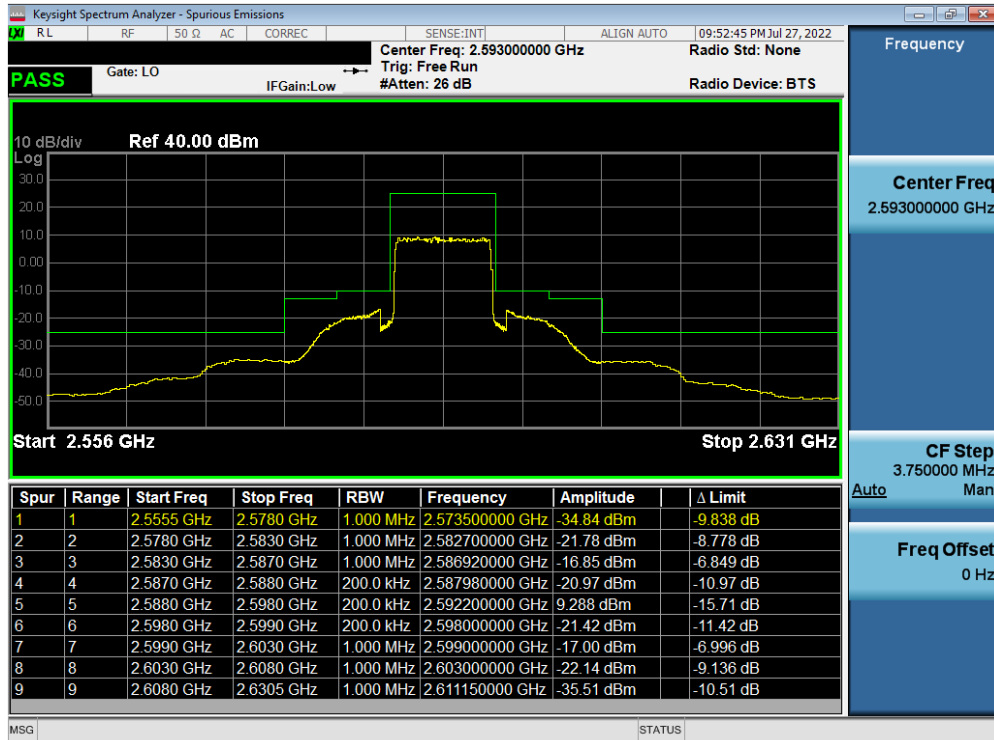 Keysight Spectrum Analyzer - Spurious Emissions
LXI RL RF 50 Ω AC CORREC SENSE:INT ALIGN AUTO 09:52:45 PM Jul 27, 2022
Center Freq: 2.593000000 GHz Radio Std: None
Trig: Free Run
PASS Gate: LO IFGain:Low #Atten: 26 dB Radio Device: BTS
10 dB/div Ref 40.00 dBm
Log
30.0
20.0
10.0
0.00
-10.0
-20.0
-30.0
-40.0
-50.0
Start 2.556 GHz Stop 2.631 GHz
Spur Range Start Freq Stop Freq RBW Frequency Amplitude Δ Limit
1 1 2.5555 GHz 2.5780 GHz 1.000 MHz 2.573500000 GHz -34.84 dBm -9.838 dB
2 2 2.5780 GHz 2.5830 GHz 1.000 MHz 2.582700000 GHz -21.78 dBm -8.778 dB
3 3 2.5830 GHz 2.5870 GHz 1.000 MHz 2.586920000 GHz -16.85 dBm -6.849 dB
4 4 2.5870 GHz 2.5880 GHz 200.0 kHz 2.587980000 GHz -20.97 dBm -10.97 dB
5 5 2.5880 GHz 2.5980 GHz 200.0 kHz 2.592200000 GHz 9.288 dBm -15.71 dB
6 6 2.5980 GHz 2.5990 GHz 200.0 kHz 2.598000000 GHz -21.42 dBm -11.42 dB
7 7 2.5990 GHz 2.6030 GHz 1.000 MHz 2.599000000 GHz -17.00 dBm -6.996 dB
8 8 2.6030 GHz 2.6080 GHz 1.000 MHz 2.603000000 GHz -22.14 dBm -9.136 dB
9 9 2.6080 GHz 2.6305 GHz 1.000 MHz 2.611150000 GHz -35.51 dBm -10.51 dB
MSG STATUS
Frequency
Center Freq
2.593000000 GHz
CF Step
3.750000 MHz
Auto Man
Freq Offset
0 Hz